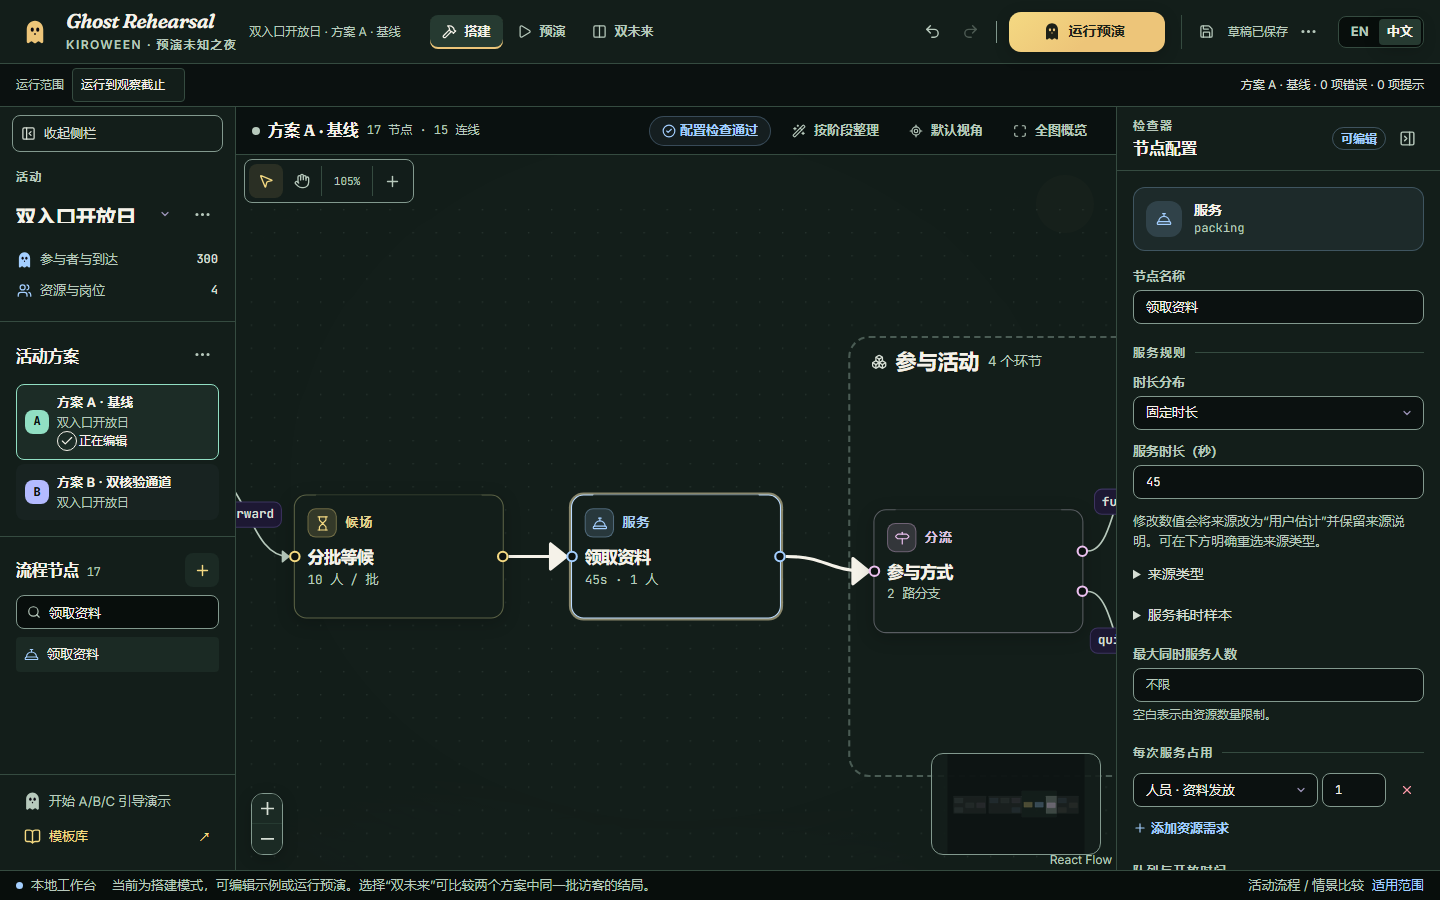 Ghost Rehearsal
KIROWEEN · 预演未知之夜
双入口开放日 · 方案 A · 基线
搭建
预演
双未来
运行预演
草稿已保存
EN
中文
运行范围
运行到观察截止
方案 A · 基线 · 0 项错误 · 0 项提示
收起侧栏
活动
双入口开放日
参与者与到达
300
资源与岗位
4
活动方案
A
方案 A · 基线
双入口开放日
正在编辑
B
方案 B · 双核验通道
双入口开放日
流程节点 17
领取资料
领取资料
开始 A/B/C 引导演示
模板库
方案 A · 基线
17 节点 · 15 连线
配置检查通过
按阶段整理
默认视角
全图概览
105%
rward
候场
分批等候
10 人 / 批
服务
领取资料
45s · 1 人
参与活动
4 个环节
分流
参与方式
2 路分支
fu
qui
React Flow
检查器
节点配置
可编辑
服务
packing
节点名称
领取资料
服务规则
时长分布
固定时长
服务时长（秒）
45
修改数值会将来源改为“用户估计”并保留来源说
明。可在下方明确重选来源类型。
来源类型
服务耗时样本
最大同时服务人数
不限
空白表示由资源数量限制。
每次服务占用
人员 · 资料发放
1
添加资源需求
队列与开放时间
本地工作台
当前为搭建模式，可编辑示例或运行预演。选择“双未来”可比较两个方案中同一批访客的结局。
活动流程 / 情景比较
适用范围